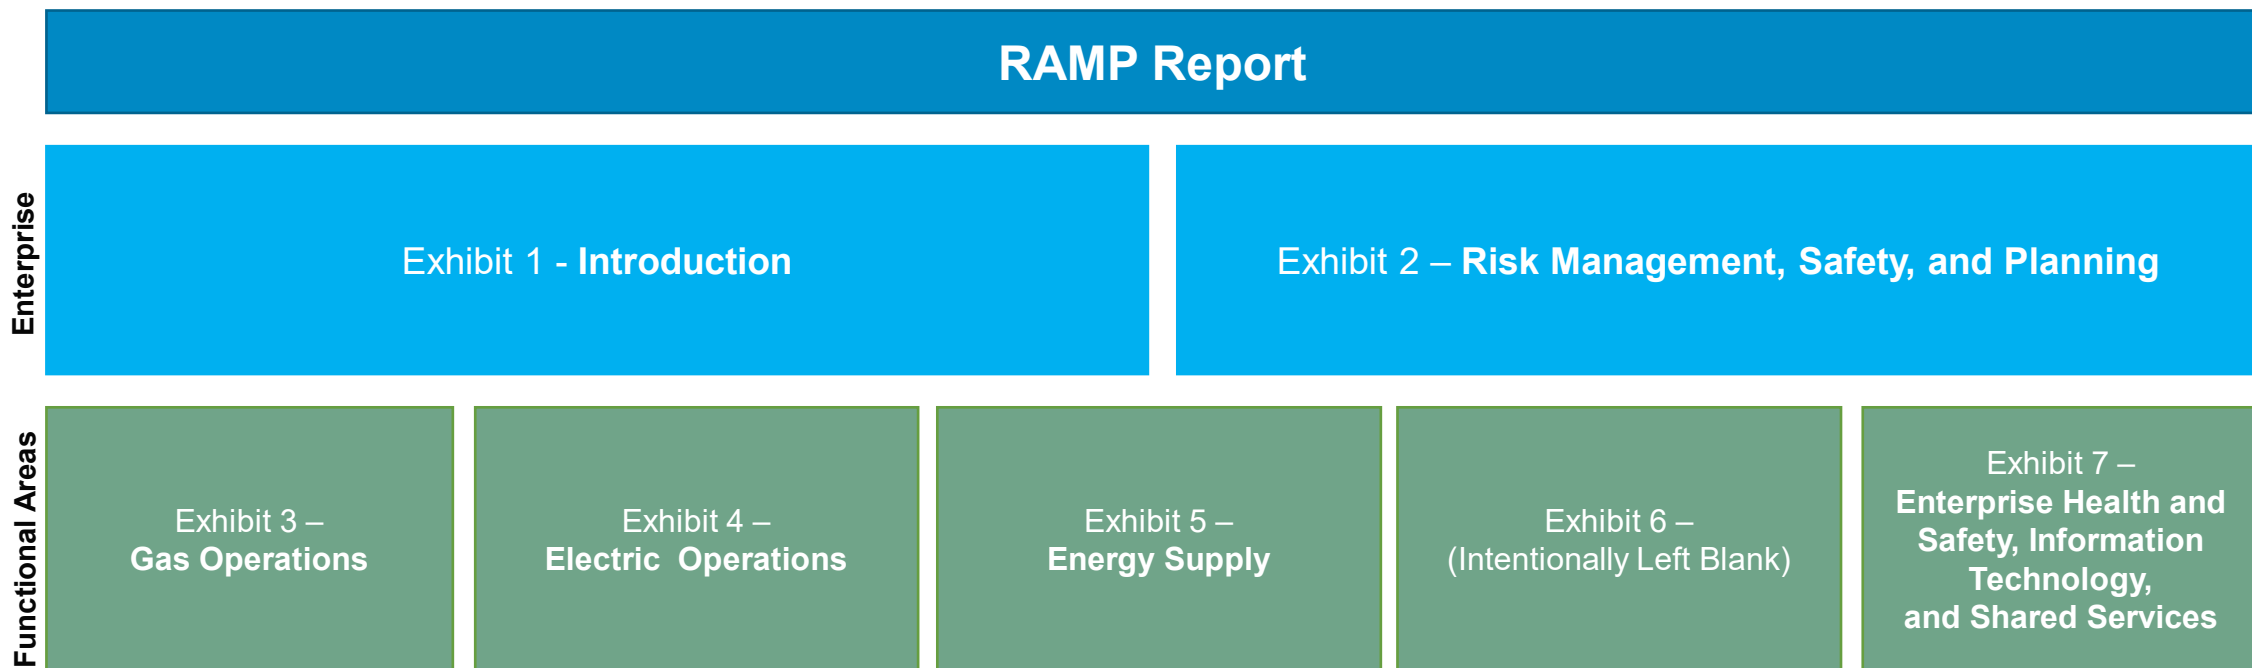 RAMP Report
Enterprise
Exhibit 1 - Introduction
Exhibit 2 – Risk Management, Safety, and Planning
Functional Areas
Exhibit 3 –
Gas Operations
Exhibit 4 –
Electric  Operations
Exhibit 5 –
Energy Supply
Exhibit 6 –
(Intentionally Left Blank)
Exhibit 7 –
Enterprise Health and
Safety, Information
Technology,
and Shared Services